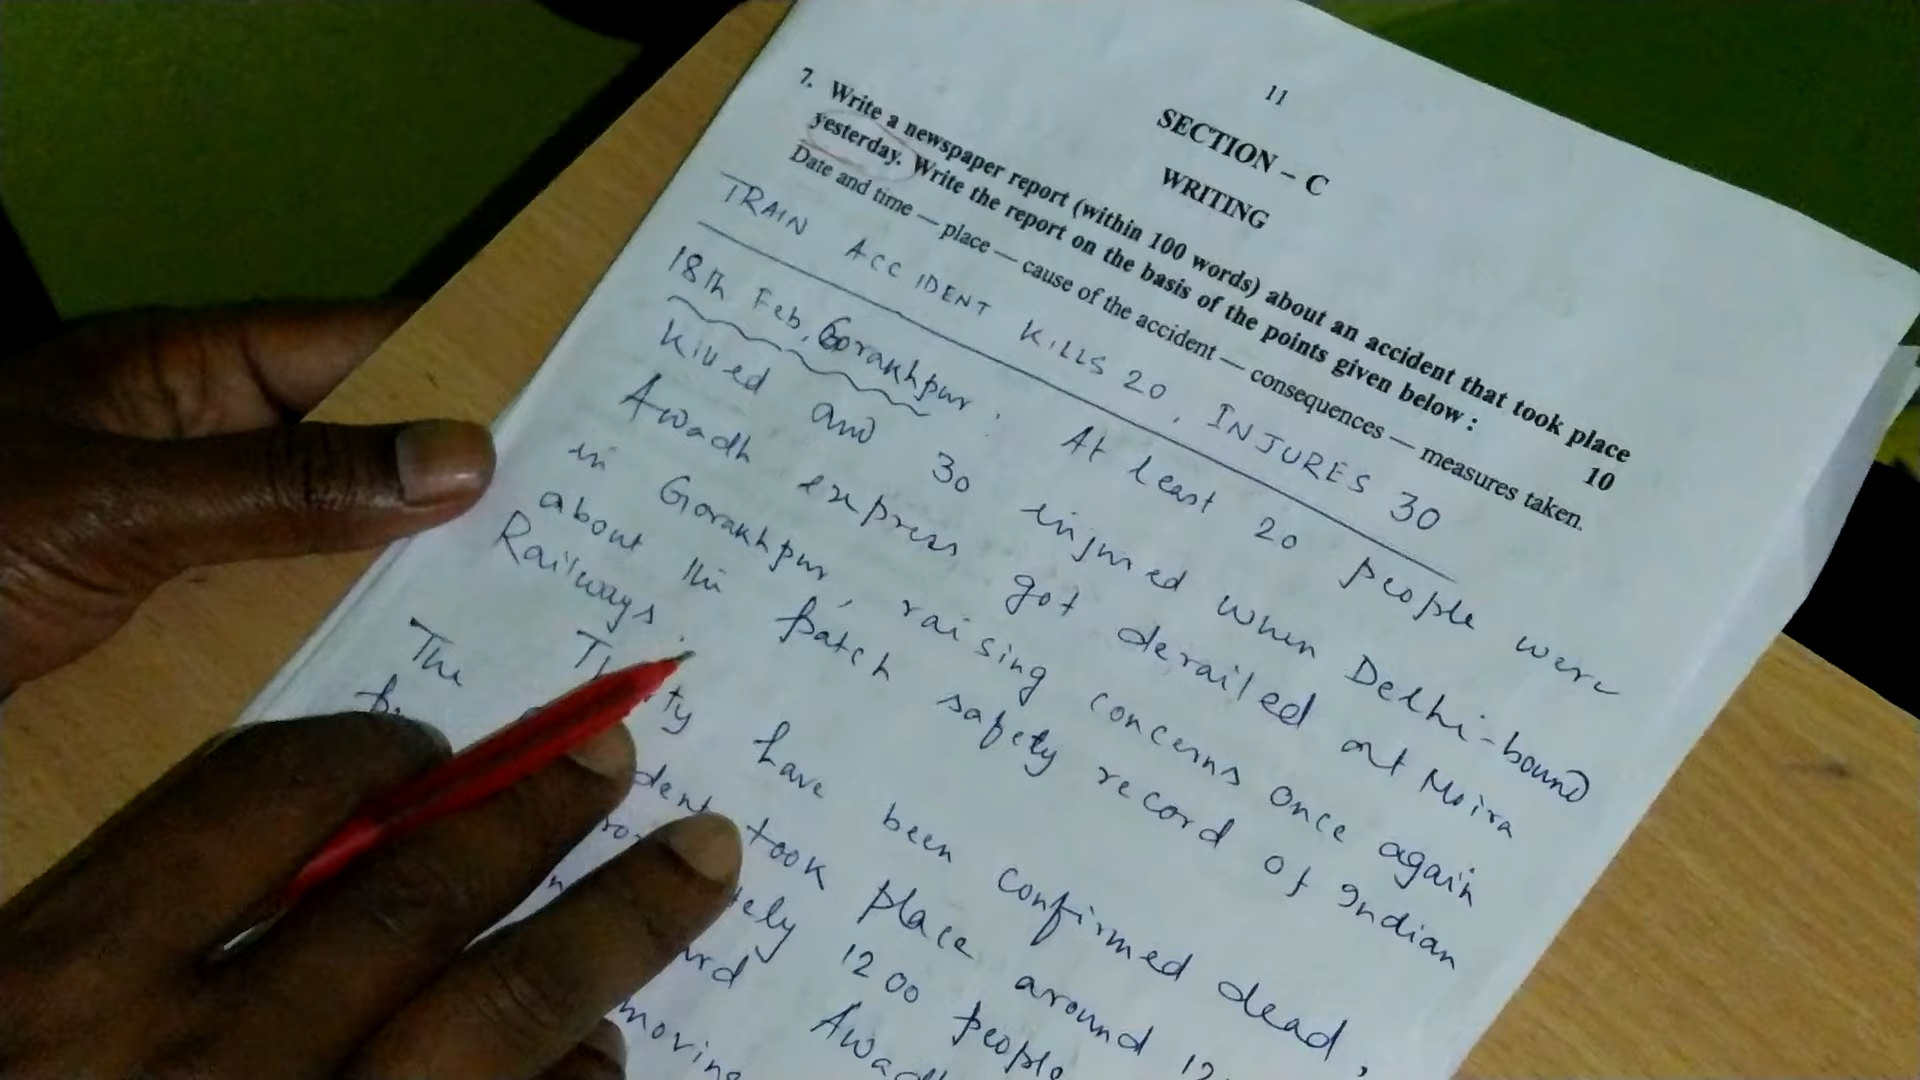 11
SECTION – C
WRITING
7. Write a newspaper report (within 100 words) about an accident that took place
yesterday. Write the report on the basis of the points given below : 10
Date and time — place — cause of the accident — consequences — measures taken.
TRAIN ACCIDENT KILLS 20, INJURES 30
18th Feb, Gorakhpur. At least 20 people were
killed and 30 injured when Delhi-bound
Awadh express got derailed at Moira
in Gorakhpur, raising concerns once again
about the patch safety record of Indian
Railways.
The have been confirmed dead,
took place around
1200 people
moving